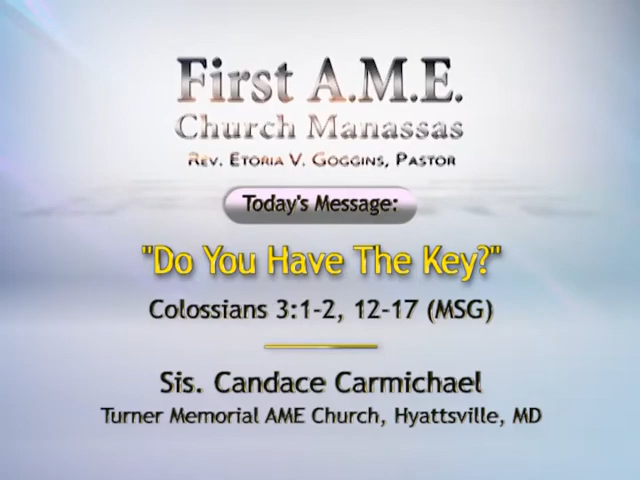 First A.M.E.
Church Manassas
Rev. Etoria V. Goggins, Pastor
Today's Message:
"Do You Have The Key?"
Colossians 3:1-2, 12-17 (MSG)
Sis. Candace Carmichael
Turner Memorial AME Church, Hyattsville, MD